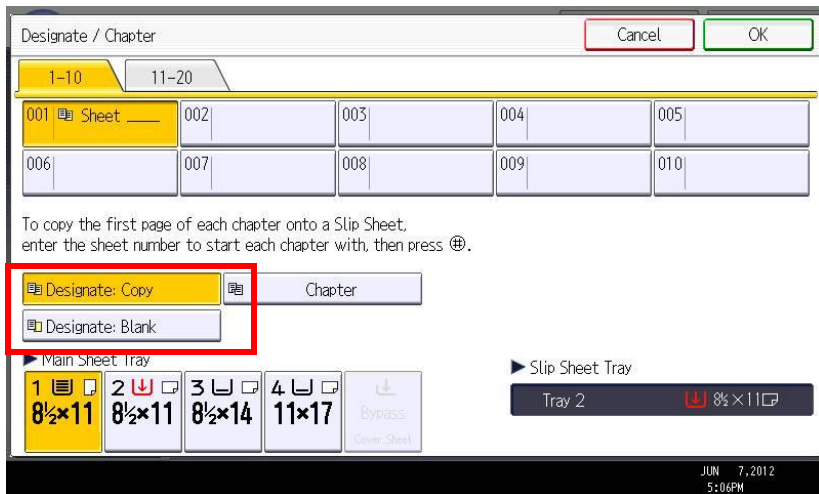 Designate / Chapter
Cancel
OK
1-10
11-20
001 Sheet ____
002
003
004
005
006
007
008
009
010
To copy the first page of each chapter onto a Slip Sheet,
enter the sheet number to start each chapter with, then press ⌗.
Designate: Copy
Chapter
Designate: Blank
Main Sheet Tray
Slip Sheet Tray
1
8½×11
2
8½×11
3
8½×14
4
11×17
Bypass
Cover Sheet
Tray 2
8½×11
JUN 7,2012
5:06PM